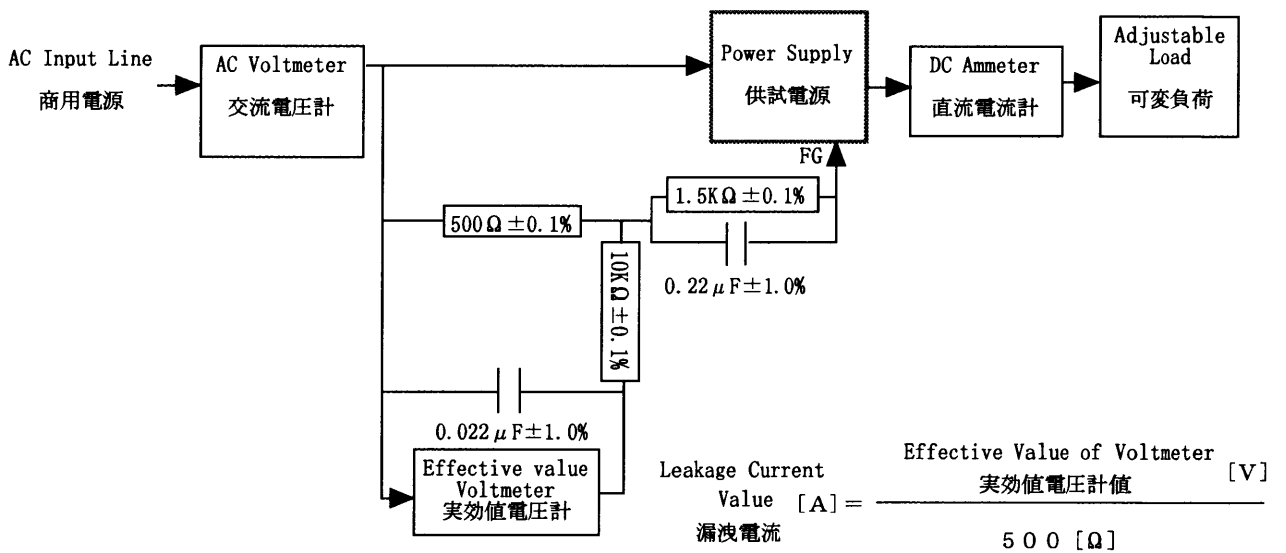 AC Input Line
商用電源
AC Voltmeter
交流電圧計
Power Supply
供試電源
FG
DC Ammeter
直流電流計
Adjustable
Load
可変負荷
500Ω±0.1%
1.5KΩ±0.1%
0.22μF±1.0%
10KΩ±0.1%
0.022μF±1.0%
Effective value
Voltmeter
実効値電圧計
Leakage Current
Value [A]=
漏洩電流
Effective Value of Voltmeter
実効値電圧計値 [V]
500[Ω]